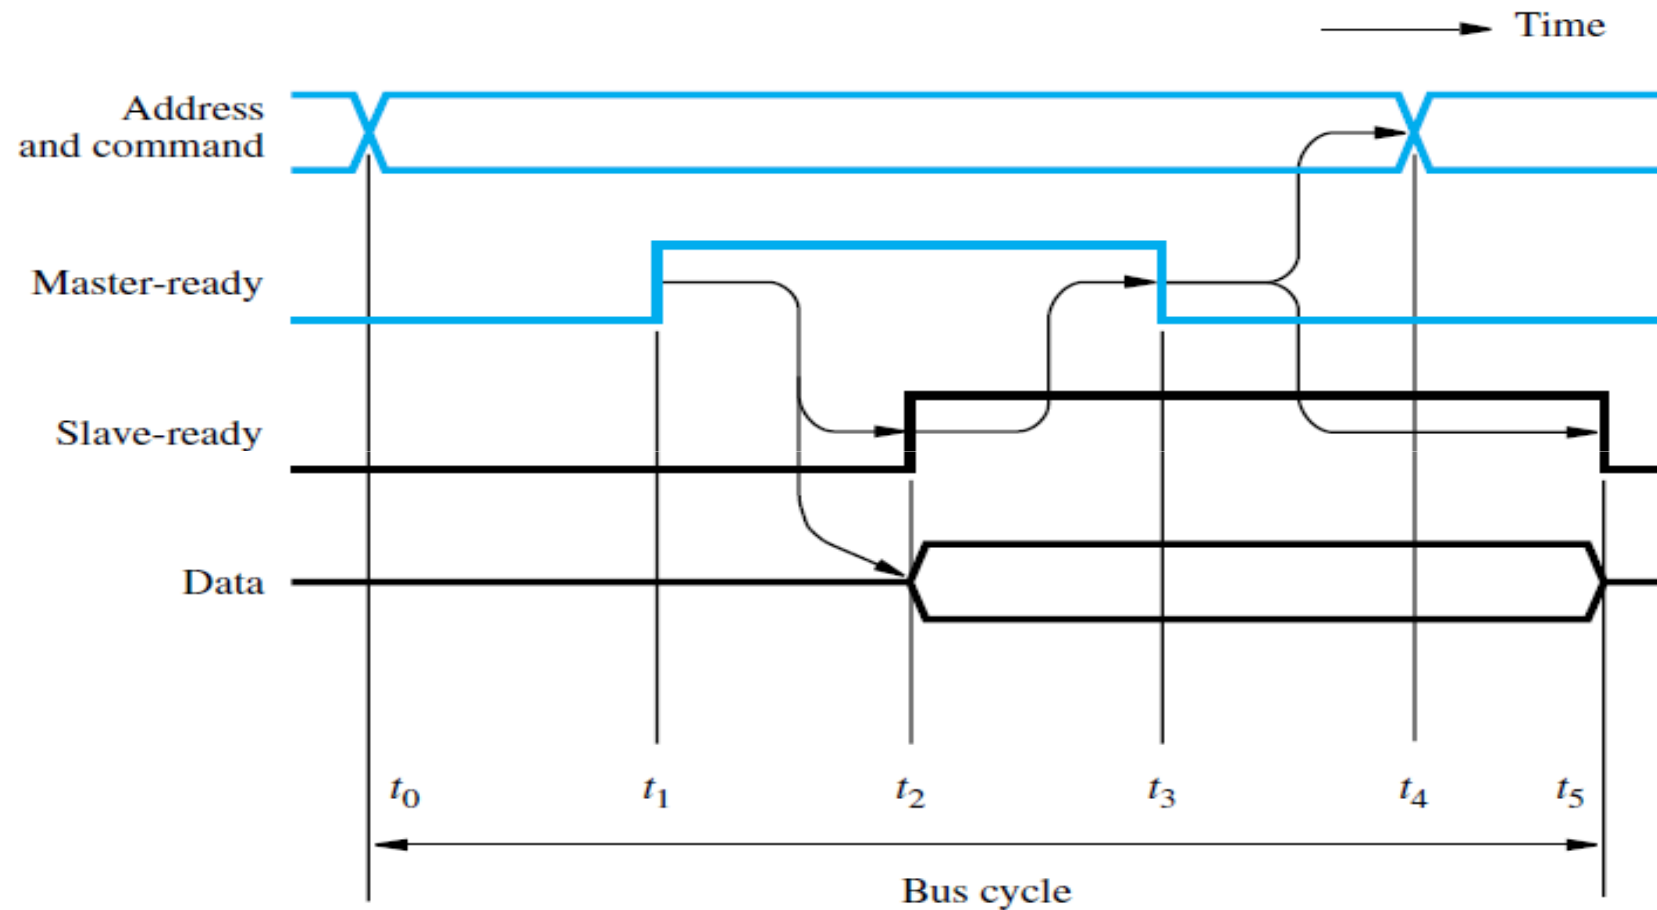 Time
Address
and command
Master-ready
Slave-ready
Data
t0 t1 t2 t3 t4 t5
Bus cycle